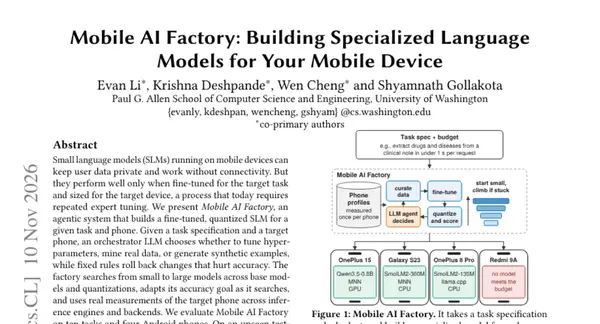 Mobile AI Factory: Building Specialized Language
Models for Your Mobile Device
Evan Li*, Krishna Deshpande*, Wen Cheng* and Shyamnath Gollakota
Paul G. Allen School of Computer Science and Engineering, University of Washington
{evanly, kdeshpan, wencheng, gshyam} @cs.washington.edu
*co-primary authors
cs.CL] 10 Nov 2026
Abstract
Small language models (SLMs) running on mobile devices can
keep user data private and work without connectivity. But
they perform well only when fine-tuned for the target task
and sized for the target device, a process that today requires
repeated expert tuning. We present Mobile AI Factory, an
agentic system that builds a fine-tuned, quantized SLM for a
given task and phone. Given a task specification and a target
phone, an orchestrator LLM chooses whether to tune hyper-
parameters, mine real data, or generate synthetic examples,
while fixed rules roll back changes that hurt accuracy. The
factory searches from small to large models across base mod-
els and quantizations, adapts its accuracy goal as it searches,
and uses real measurements of the target phone across infer-
ence engines and backends. We evaluate Mobile AI Factory
Task spec + budget
e.g., extract drugs and diseases from a
clinical note in under 1 s per request
Mobile AI Factory
Phone
profiles
measured
once per phone
curate
data
fine-tune
LLM agent
decides
quantize
and score
start small,
climb if stuck
OnePlus 15
Qwen3.5-0.8B
MNN
GPU
Galaxy S23
SmolLM2-360M
MNN
CPU
OnePlus 8 Pro
SmolLM2-135M
llama.cpp
CPU
Redmi 9A
no model
meets the
budget
Figure 1: Mobile AI Factory. It takes a task specification